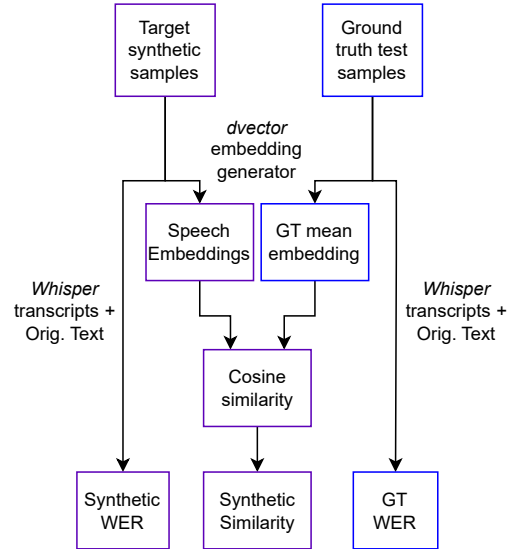 Target
synthetic
samples
Ground
truth test
samples
dvector
embedding
generator
Speech
Embeddings
GT mean
embedding
Whisper
transcripts +
Orig. Text
Whisper
transcripts +
Orig. Text
Cosine
similarity
Synthetic
WER
Synthetic
Similarity
GT
WER